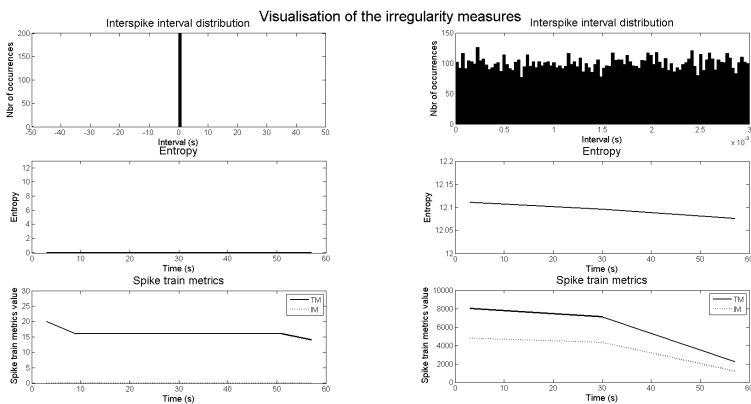 Visualisation of the irregularity measures
Interspike interval distribution
Nbr of occurrences
200
150
100
50
0
-50 -40 -30 -20 -10 0 10 20 30 40 50
Interval (s)
Entropy
Entropy
12
10
8
6
4
2
0
0 10 20 30 40 50 60
Time (s)
Spike train metrics
Spike train metrics value
30
25
20
15
10
5
0
TM
IM
0 10 20 30 40 50 60
Time (s)
Interspike interval distribution
Nbr of occurrences
150
100
50
0
0 0.5 1 1.5 2 2.5 3
x 10⁻³
Interval (s)
Entropy
Entropy
12.2
12.15
12.1
12.05
12
0 10 20 30 40 50 60
Time (s)
Spike train metrics
Spike train metrics value
10000
8000
6000
4000
2000
0
TM
IM
0 10 20 30 40 50 60
Time (s)